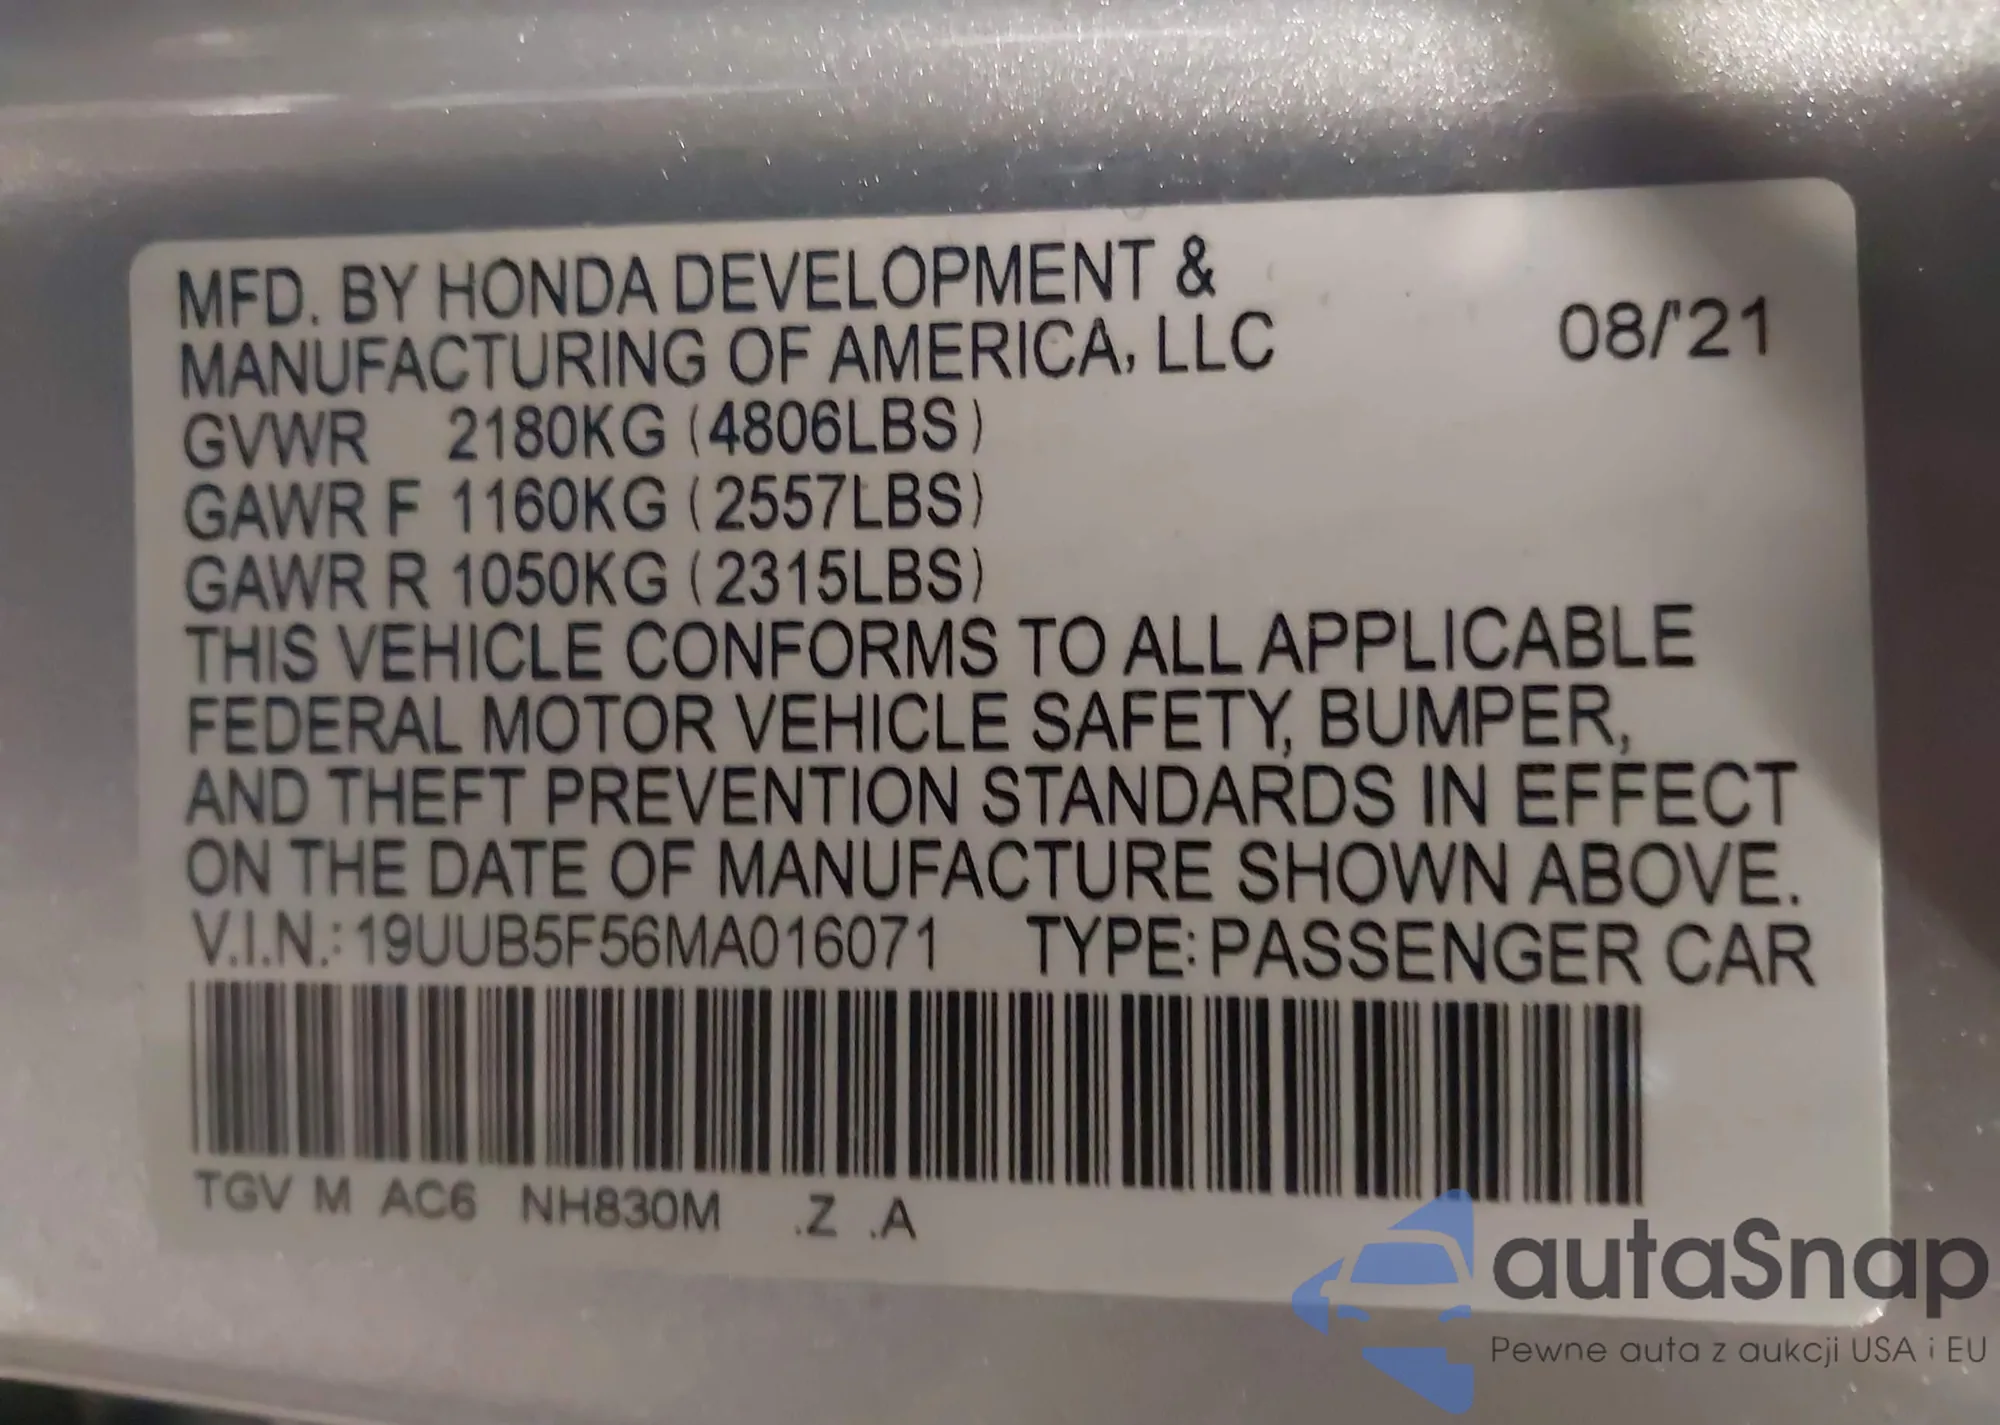 MFD. BY HONDA DEVELOPMENT &
MANUFACTURING OF AMERICA, LLC
08/'21
GVWR 2180KG (4806LBS)
GAWR F 1160KG (2557LBS)
GAWR R 1050KG (2315LBS)
THIS VEHICLE CONFORMS TO ALL APPLICABLE
FEDERAL MOTOR VEHICLE SAFETY, BUMPER,
AND THEFT PREVENTION STANDARDS IN EFFECT
ON THE DATE OF MANUFACTURE SHOWN ABOVE.
V.I.N.: 19UUB5F56MA016071 TYPE: PASSENGER CAR
TGV M AC6 NH830M .Z .A
autaSnap
Pewne auta z aukcji USA i EU